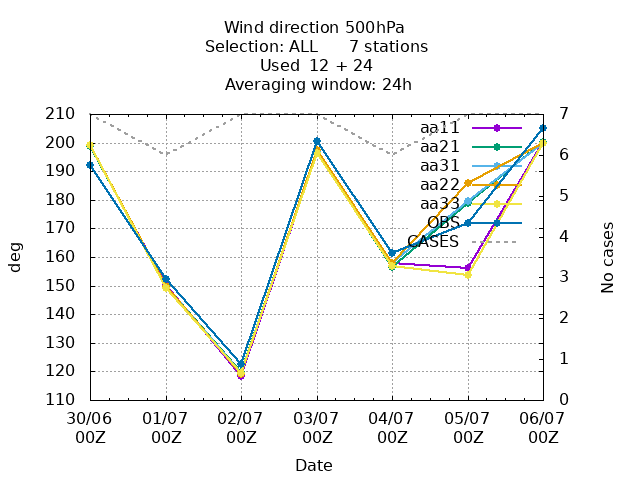 Wind direction 500hPa
Selection: ALL 7 stations
Used 12 + 24
Averaging window: 24h
210
200
190
180
170
160
150
140
130
120
110
deg
7
6
5
4
3
2
1
0
No cases
aa11
aa21
aa31
aa22
aa33
OBS
CASES
30/06 01/07 02/07 03/07 04/07 05/07 06/07
00Z 00Z 00Z 00Z 00Z 00Z 00Z
Date